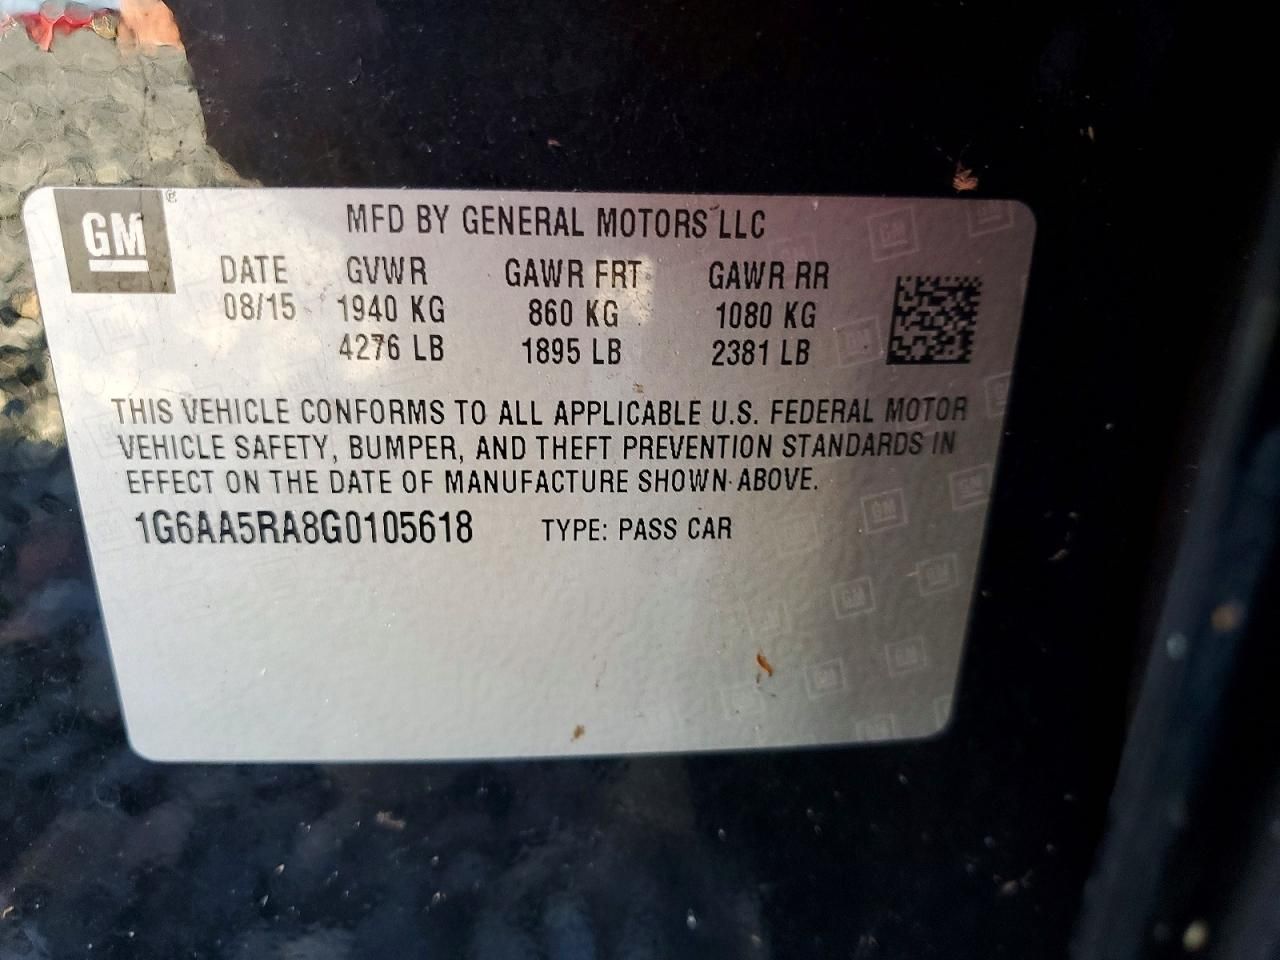 GM ®
MFD BY GENERAL MOTORS LLC
DATE GVWR GAWR FRT GAWR RR
08/15 1940 KG 860 KG 1080 KG
4276 LB 1895 LB 2381 LB
THIS VEHICLE CONFORMS TO ALL APPLICABLE U.S. FEDERAL MOTOR
VEHICLE SAFETY, BUMPER, AND THEFT PREVENTION STANDARDS IN
EFFECT ON THE DATE OF MANUFACTURE SHOWN ABOVE.
1G6AA5RA8G0105618 TYPE: PASS CAR